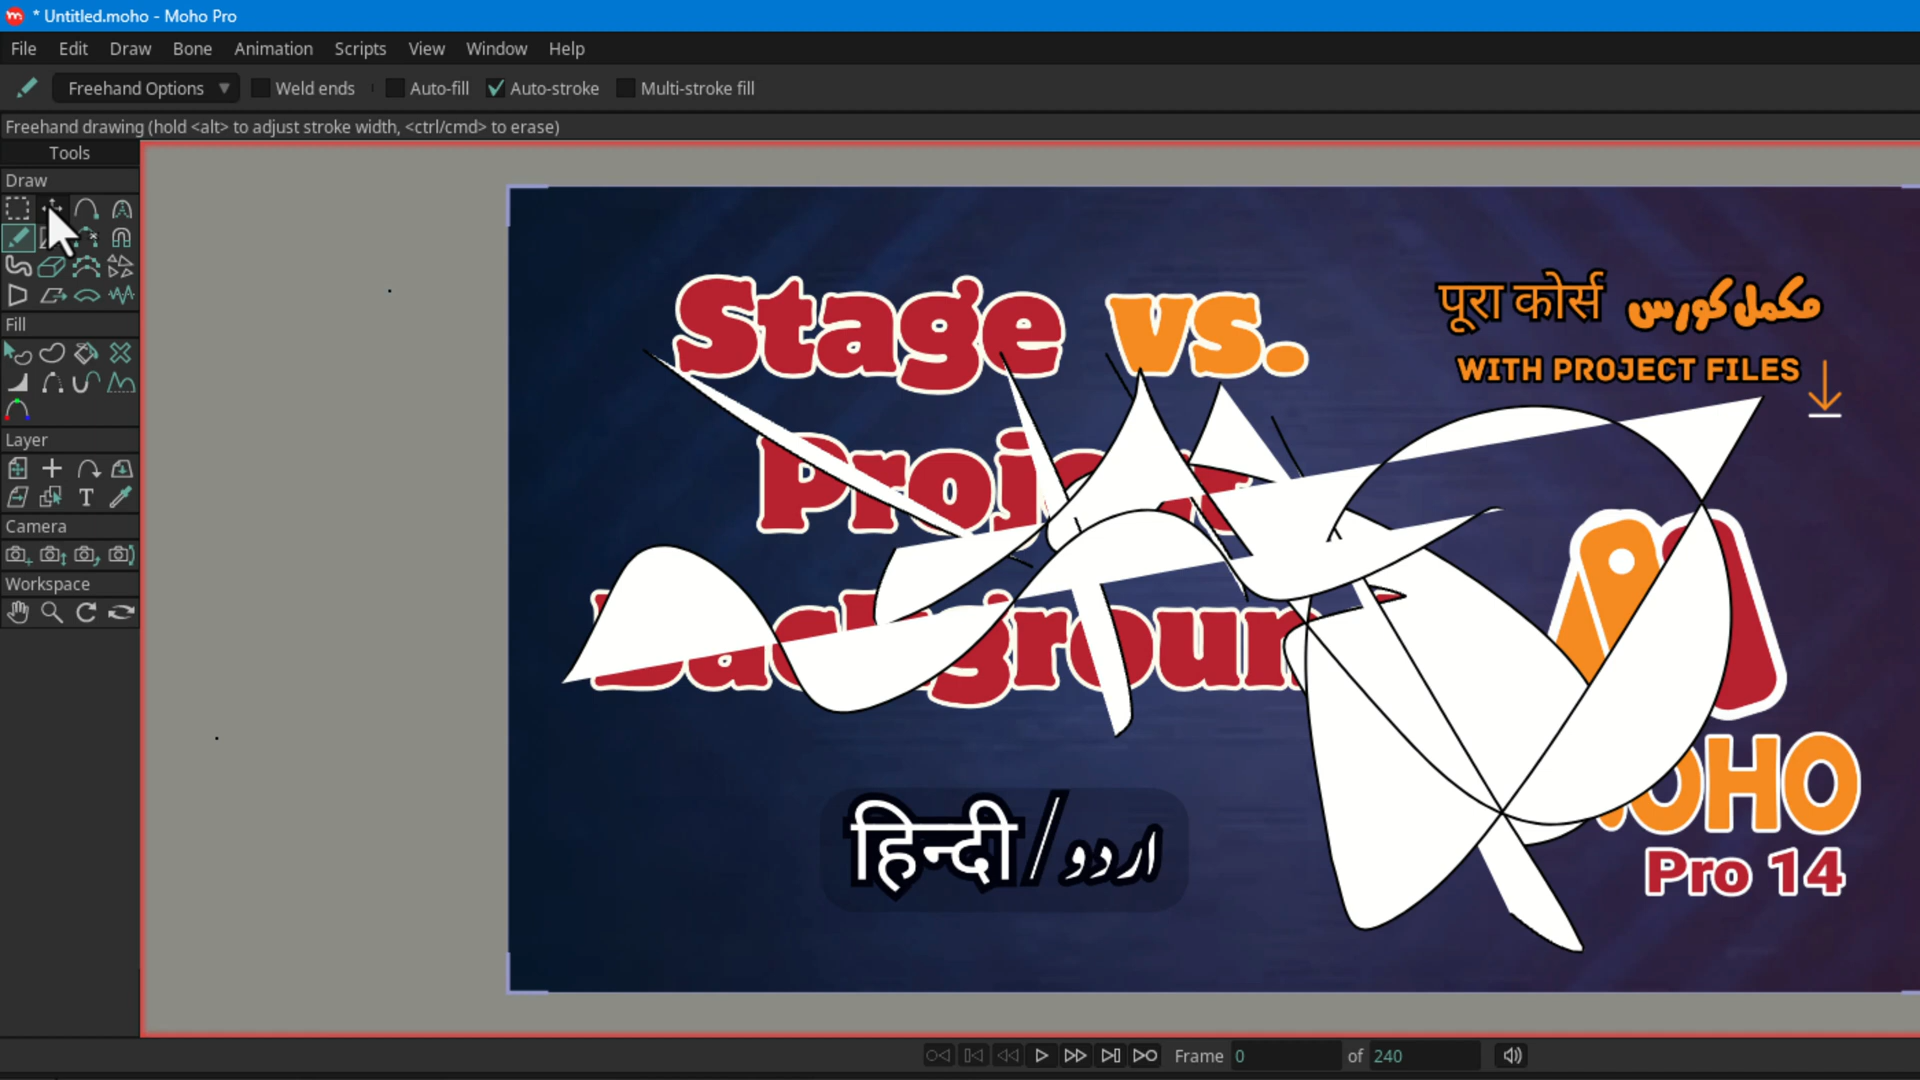 * Untitled.moho - Moho Pro
File Edit Draw Bone Animation Scripts View Window Help
Freehand Options Weld ends Auto-fill Auto-stroke Multi-stroke fill
Freehand drawing (hold <alt> to adjust stroke width, <ctrl/cmd> to erase)
Tools
Draw
Fill
Layer
Camera
Workspace
Stage vs.
पूरा कोर्स مکمل کورس
WITH PROJECT FILES
हिन्दी/اردو
Pro 14
Frame 0 of 240